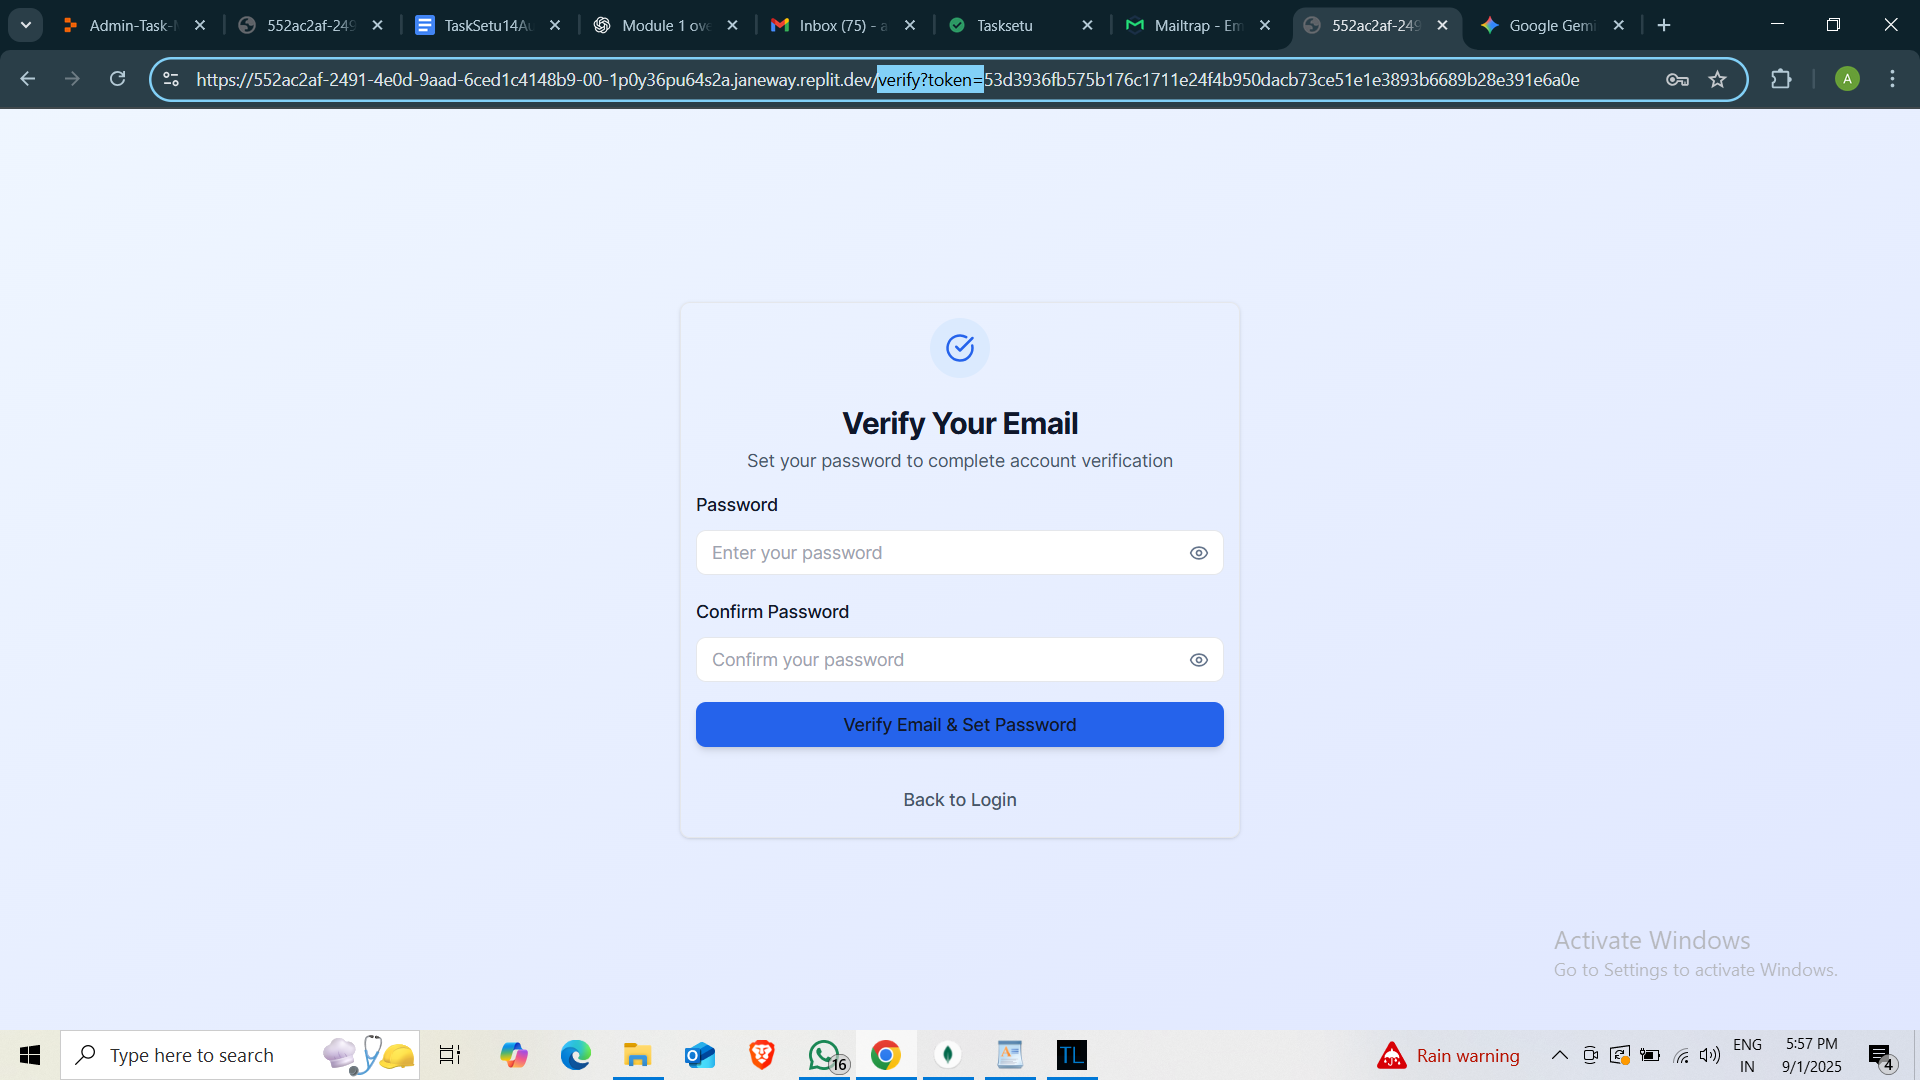 Admin-Task-M
552ac2af-249
TaskSetu14Au
Module 1 ove
Inbox (75) - a
Tasksetu
Mailtrap - Em
552ac2af-249
Google Gemi
https://552ac2af-2491-4e0d-9aad-6ced1c4148b9-00-1p0y36pu64s2a.janeway.replit.dev/verify?token=53d3936fb575b176c1711e24f4b950dacb73ce51e1e3893b6689b28e391e6a0e
A
Verify Your Email
Set your password to complete account verification
Password
Enter your password
Confirm Password
Confirm your password
Verify Email & Set Password
Back to Login
Activate Windows
Go to Settings to activate Windows.
Type here to search
16
TL
Rain warning
ENG
IN
5:57 PM
9/1/2025
4